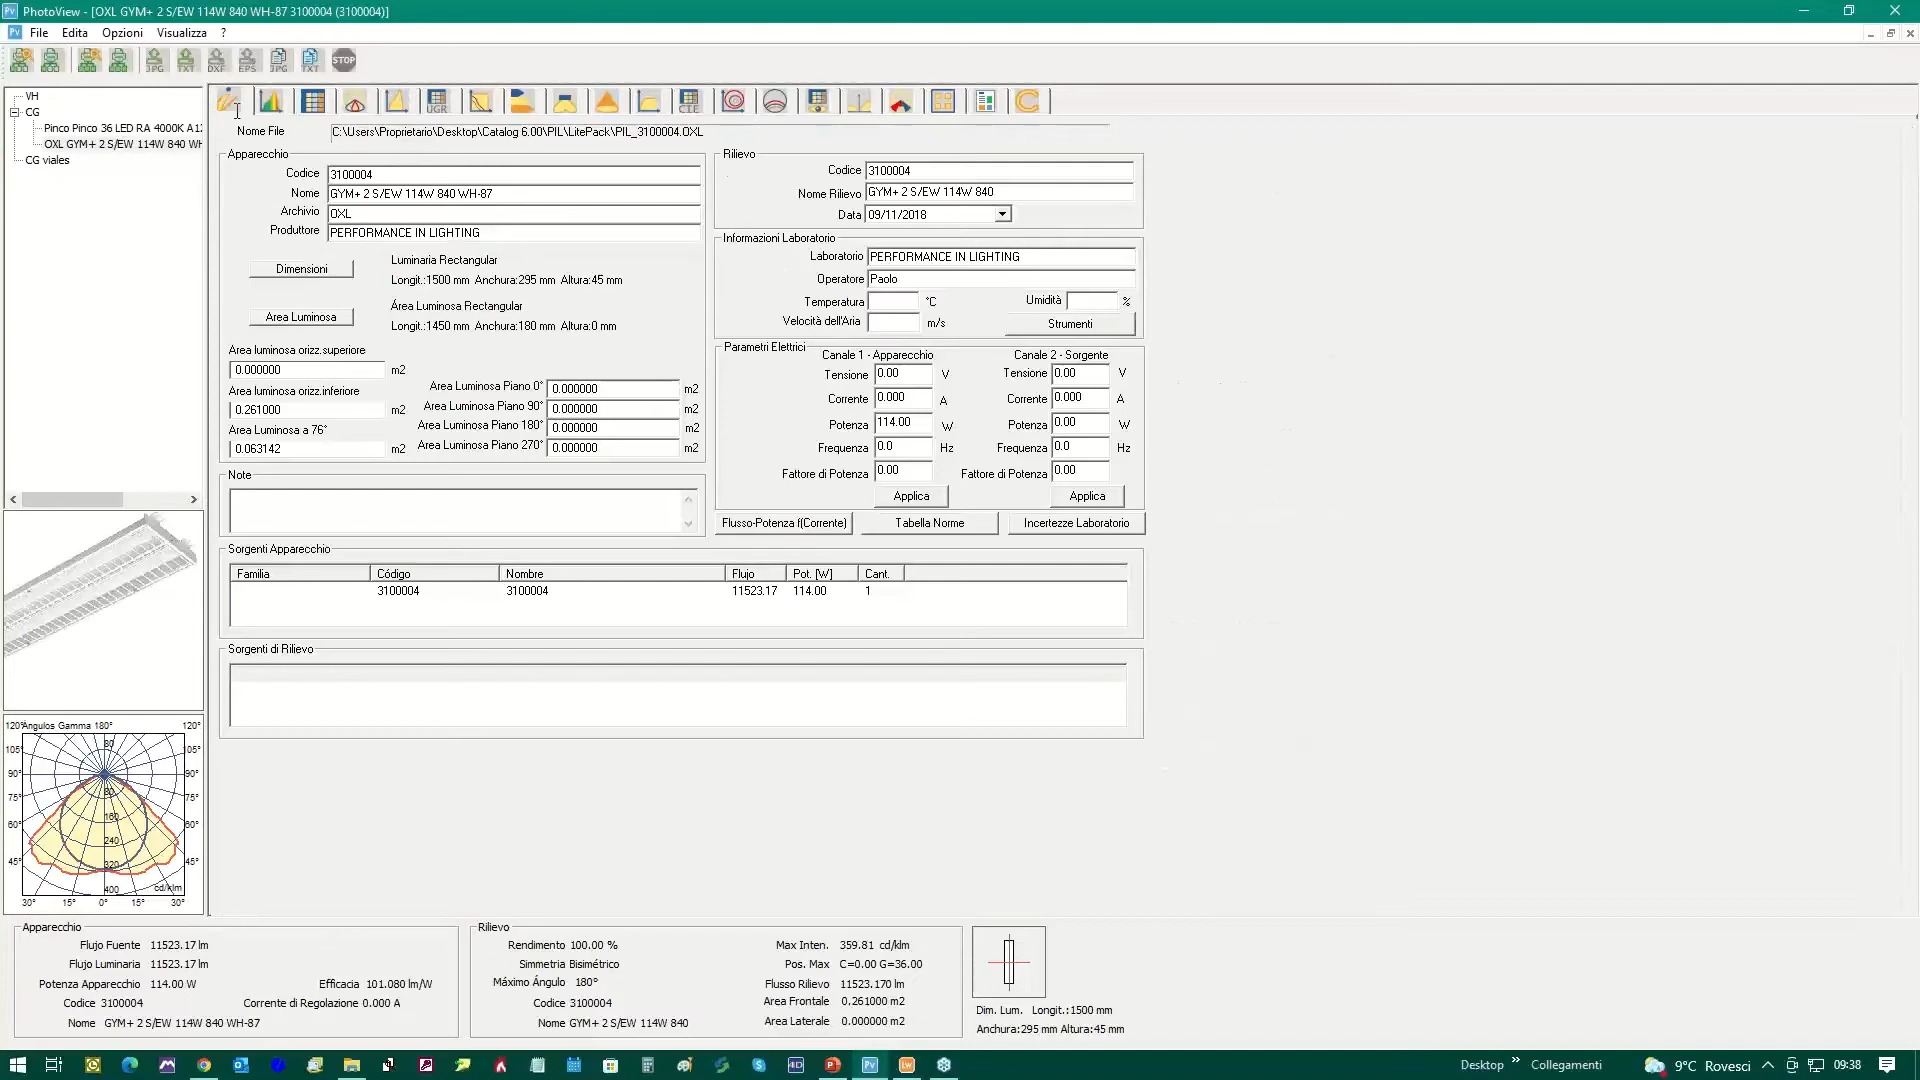 PhotoView - [OXL GYM+ 2 S/EW 114W 840 WH-87 3100004 (3100004)]
File Edita Opzioni Visualizza ?
JPG TXT DXF EPS JPG TXT STOP
VH
CG
Pinco Pinco 36 LED RA 4000K A1
OXL GYM+ 2 S/EW 114W 840 WH
CG viales
UGR CTE
Nome File C:\Users\Proprietario\Desktop\Catalog 6.00\PIL\LitePack\PIL_3100004.OXL
Apparecchio
Codice 3100004
Nome GYM+ 2 S/EW 114W 840 WH-87
Archivio OXL
Produttore PERFORMANCE IN LIGHTING
Dimensioni
Luminaria Rectangular
Longit.:1500 mm Anchura:295 mm Altura:45 mm
Area Luminosa
Área Luminosa Rectangular
Longit.:1450 mm Anchura:180 mm Altura:0 mm
Area luminosa orizz.superiore
0.000000 m2
Area luminosa orizz.inferiore
0.261000 m2
Area Luminosa a 76°
0.063142 m2
Area Luminosa Piano 0° 0.000000 m2
Area Luminosa Piano 90° 0.000000 m2
Area Luminosa Piano 180° 0.000000 m2
Area Luminosa Piano 270° 0.000000 m2
Note
Rilievo
Codice 3100004
Nome Rilievo GYM+ 2 S/EW 114W 840
Data 09/11/2018
Informazioni Laboratorio
Laboratorio PERFORMANCE IN LIGHTING
Operatore Paolo
Temperatura °C Umidità %
Velocità dell'Aria m/s Strumenti
Parametri Elettrici
Canale 1 - Apparecchio Canale 2 - Sorgente
Tensione 0.00 V Tensione 0.00 V
Corrente 0.000 A Corrente 0.000 A
Potenza 114.00 W Potenza 0.00 W
Frequenza 0.0 Hz Frequenza 0.0 Hz
Fattore di Potenza 0.00 Fattore di Potenza 0.00
Applica Applica
Flusso-Potenza f(Corrente) Tabella Norme Incertezze Laboratorio
Sorgenti Apparecchio
Familia Código Nombre Flujo Pot. [W] Cant.
3100004 3100004 11523.17 114.00 1
Sorgenti di Rilievo
120° Ángulos Gamma 180° 120°
105° 80 105°
90° 90°
75° 80 75°
60° 160 60°
240
45° 320 45°
400 cd/klm
30° 15° 0° 15° 30°
Apparecchio
Flujo Fuente 11523.17 lm
Flujo Luminaria 11523.17 lm
Potenza Apparecchio 114.00 W Efficacia 101.080 lm/W
Codice 3100004 Corrente di Regolazione 0.000 A
Nome GYM+ 2 S/EW 114W 840 WH-87
Rilievo
Rendimento 100.00 % Max Inten. 359.81 cd/klm
Simmetria Bisimétrico Pos. Max C=0.00 G=36.00
Máximo Ángulo 180° Flusso Rilievo 11523.170 lm
Codice 3100004 Area Frontale 0.261000 m2
Nome GYM+ 2 S/EW 114W 840 Area Laterale 0.000000 m2
Dim. Lum. Longit.:1500 mm
Anchura:295 mm Altura:45 mm
Desktop Collegamenti 9°C Rovesci 09:38